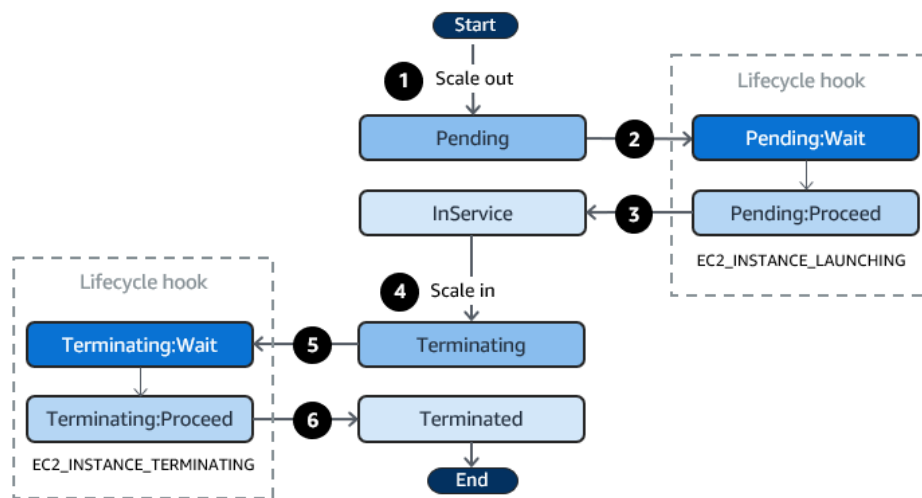 Start
1 Scale out
Lifecycle hook
Pending 2 Pending:Wait
InService 3 Pending:Proceed
EC2_INSTANCE_LAUNCHING
Lifecycle hook
4 Scale in
Terminating:Wait 5 Terminating
Terminating:Proceed 6 Terminated
EC2_INSTANCE_TERMINATING
End